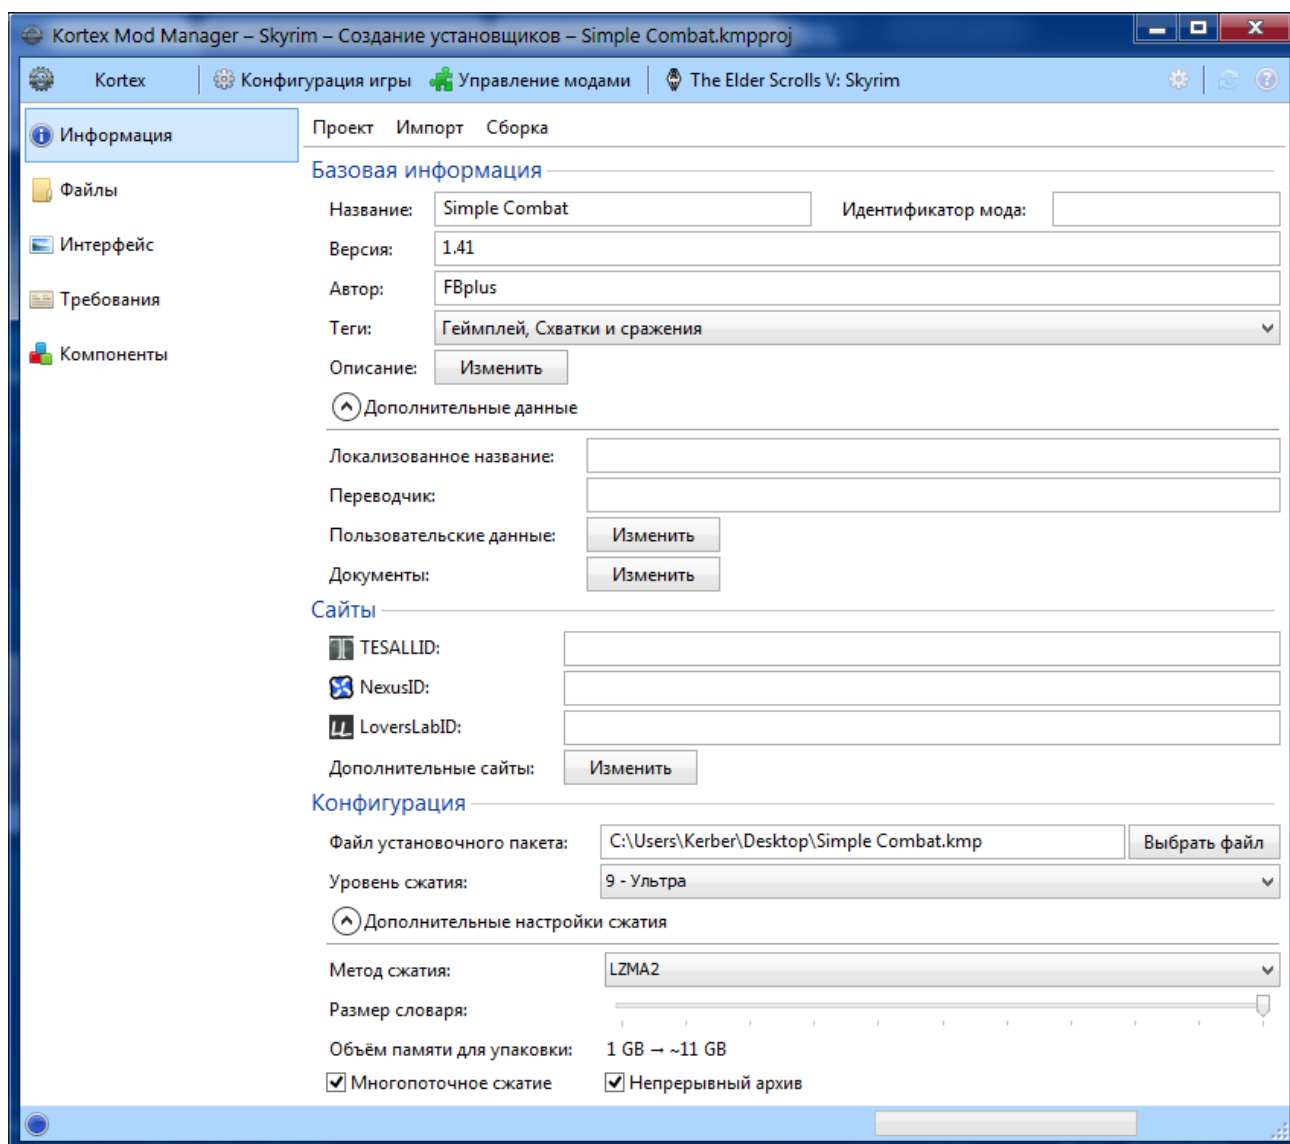 Kortex Mod Manager – Skyrim – Создание установщиков – Simple Combat.kmpproj
Kortex Конфигурация игры Управление модами The Elder Scrolls V: Skyrim
Информация
Файлы
Интерфейс
Требования
Компоненты
Проект Импорт Сборка
Базовая информация
Название: Simple Combat Идентификатор мода:
Версия: 1.41
Автор: FBplus
Теги: Геймплей, Схватки и сражения
Описание: Изменить
Дополнительные данные
Локализованное название:
Переводчик:
Пользовательские данные: Изменить
Документы: Изменить
Сайты
TESALLID:
NexusID:
LL LoversLabID:
Дополнительные сайты: Изменить
Конфигурация
Файл установочного пакета: C:\Users\Kerber\Desktop\Simple Combat.kmp Выбрать файл
Уровень сжатия: 9 - Ультра
Дополнительные настройки сжатия
Метод сжатия: LZMA2
Размер словаря:
Объём памяти для упаковки: 1 GB → ~11 GB
Многопоточное сжатие Непрерывный архив